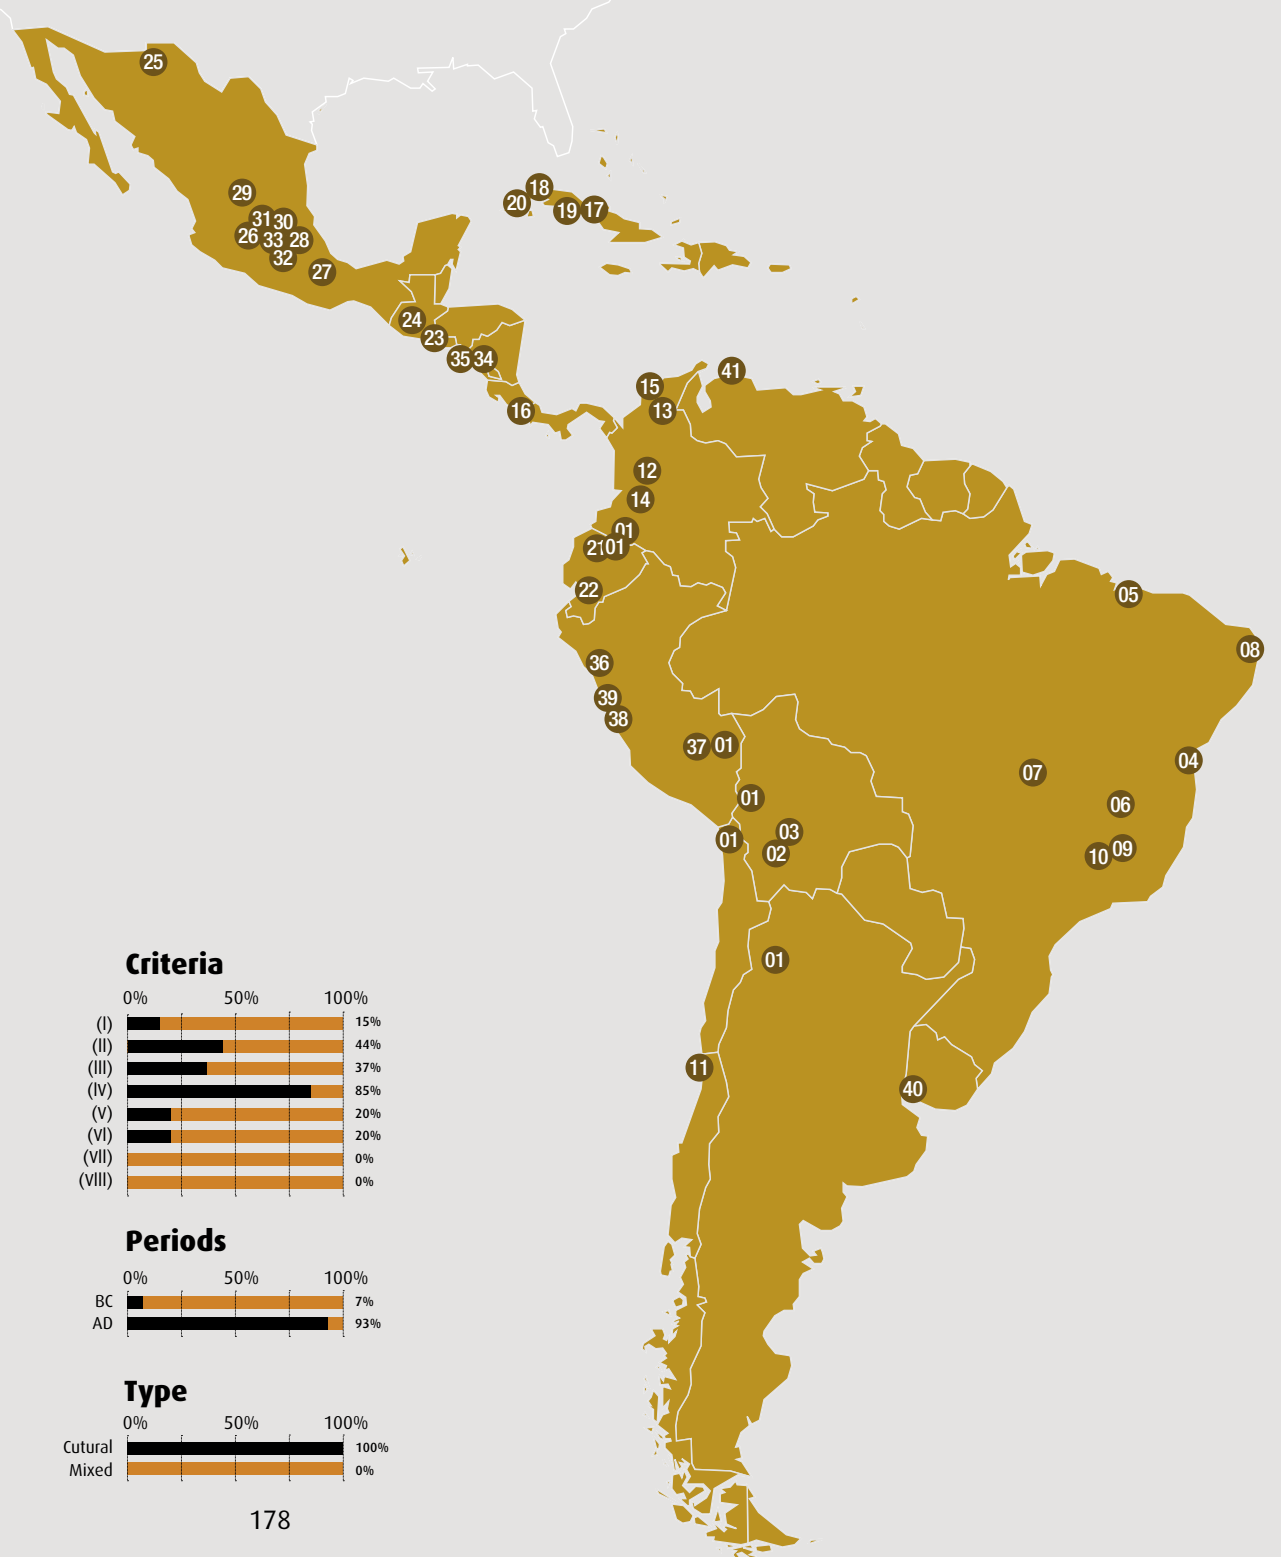 25
18
29
20
19 17
31 30
26 33 28
32
27
24
23
35 34
41
15
16
13
12
14
01
21 01
22
05
08
36
39
38
37 01
04
07
01
06
03
01
02
09
10
01
11
40
Criteria
0% 50% 100%
(I) 15%
(II) 44%
(III) 37%
(IV) 85%
(V) 20%
(VI) 20%
(VII) 0%
(VIII) 0%
Periods
0% 50% 100%
BC 7%
AD 93%
Type
0% 50% 100%
Cutural 100%
Mixed 0%
178